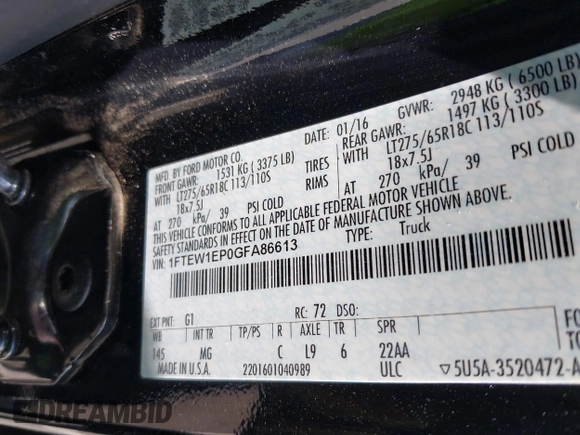 MFD. BY FORD MOTOR CO.
DATE: 01/16 GVWR: 2948 KG ( 6500 LB)
FRONT GAWR: 1531 KG ( 3375 LB) REAR GAWR: 1497 KG ( 3300 LB)
WITH LT275/65R18C 113/110S TIRES WITH LT275/65R18C 113/110S
18x7.5J RIMS 18x7.5J
AT 270 kPa/ 39 PSI COLD AT 270 kPa/ 39 PSI COLD
THIS VEHICLE CONFORMS TO ALL APPLICABLE FEDERAL MOTOR VEHICLE
SAFETY STANDARDS IN EFFECT ON THE DATE OF MANUFACTURE SHOWN ABOVE.
VIN: 1FTEW1EP0GFA86613 TYPE: Truck
EXT PNT: G1 RC: 72 DSO:
WB INT TR TP/PS R AXLE TR SPR
145 MG C L9 6 22AA
MADE IN U.S.A. 2201601040989 ULC ▽5U5A-3520472-A
FO
TO
DREAMBID